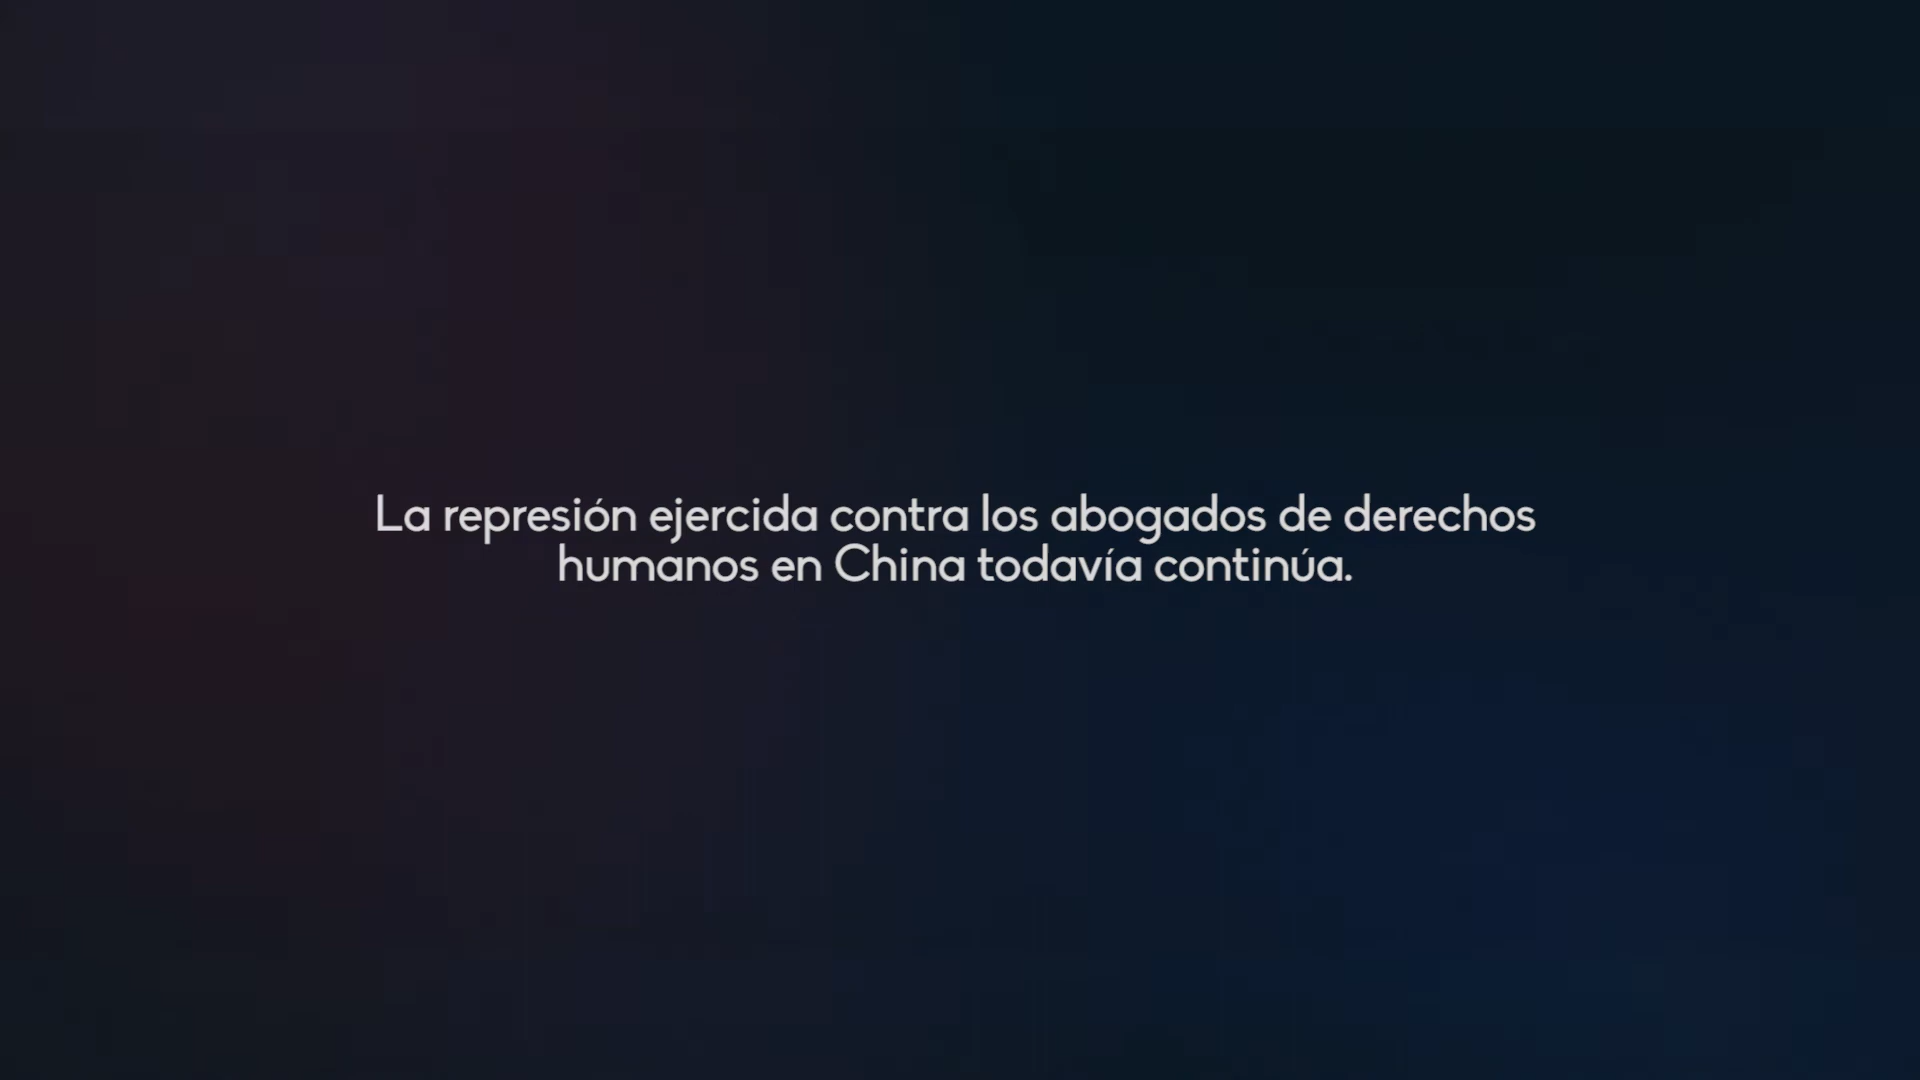 La represión ejercida contra los abogados de derechos
humanos en China todavía continúa.